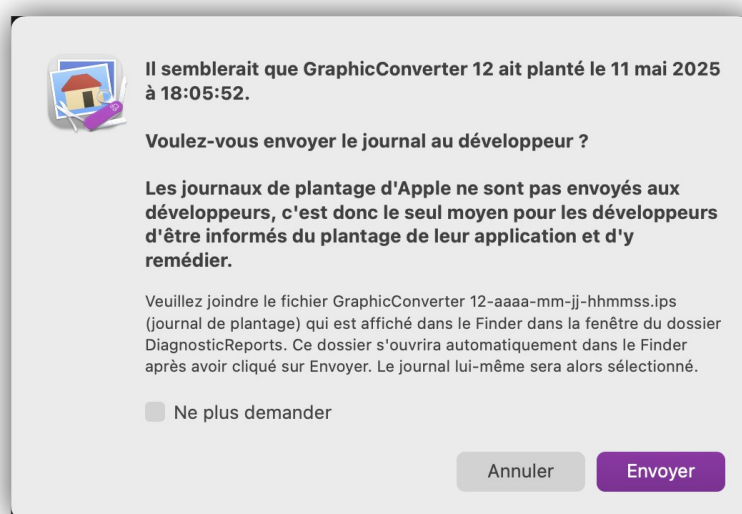 Il semblerait que GraphicConverter 12 ait planté le 11 mai 2025
à 18:05:52.
Voulez-vous envoyer le journal au développeur ?
Les journaux de plantage d'Apple ne sont pas envoyés aux
développeurs, c'est donc le seul moyen pour les développeurs
d'être informés du plantage de leur application et d'y
remédier.
Veuillez joindre le fichier GraphicConverter 12-aaaa-mm-jj-hhmmss.ips
(journal de plantage) qui est affiché dans le Finder dans la fenêtre du dossier
DiagnosticReports. Ce dossier s'ouvrira automatiquement dans le Finder
après avoir cliqué sur Envoyer. Le journal lui-même sera alors sélectionné.
Ne plus demander
Annuler
Envoyer